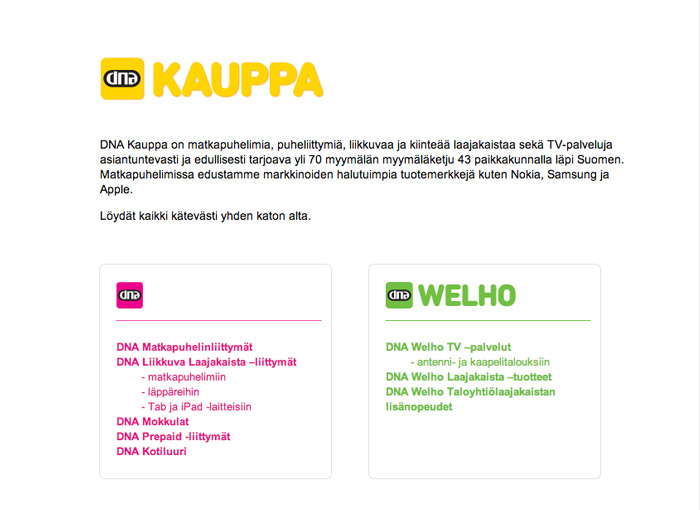 dna KAUPPA
DNA Kauppa on matkapuhelimia, puheliittymiä, liikkuvaa ja kiinteää laajakaistaa sekä TV-palveluja
asiantuntevasti ja edullisesti tarjoava yli 70 myymälän myymäläketju 43 paikkakunnalla läpi Suomen.
Matkapuhelimissa edustamme markkinoiden halutuimpia tuotemerkkejä kuten Nokia, Samsung ja
Apple.
Löydät kaikki kätevästi yhden katon alta.
dna
DNA Matkapuhelinliittymät
DNA Liikkuva Laajakaista –liittymät
- matkapuhelimiin
- läppäreihin
- Tab ja iPad -laitteisiin
DNA Mokkulat
DNA Prepaid -liittymät
DNA Kotiluuri
dna WELHO
DNA Welho TV –palvelut
- antenni- ja kaapelitalouksiin
DNA Welho Laajakaista –tuotteet
DNA Welho Taloyhtiölaajakaistan
lisänopeudet